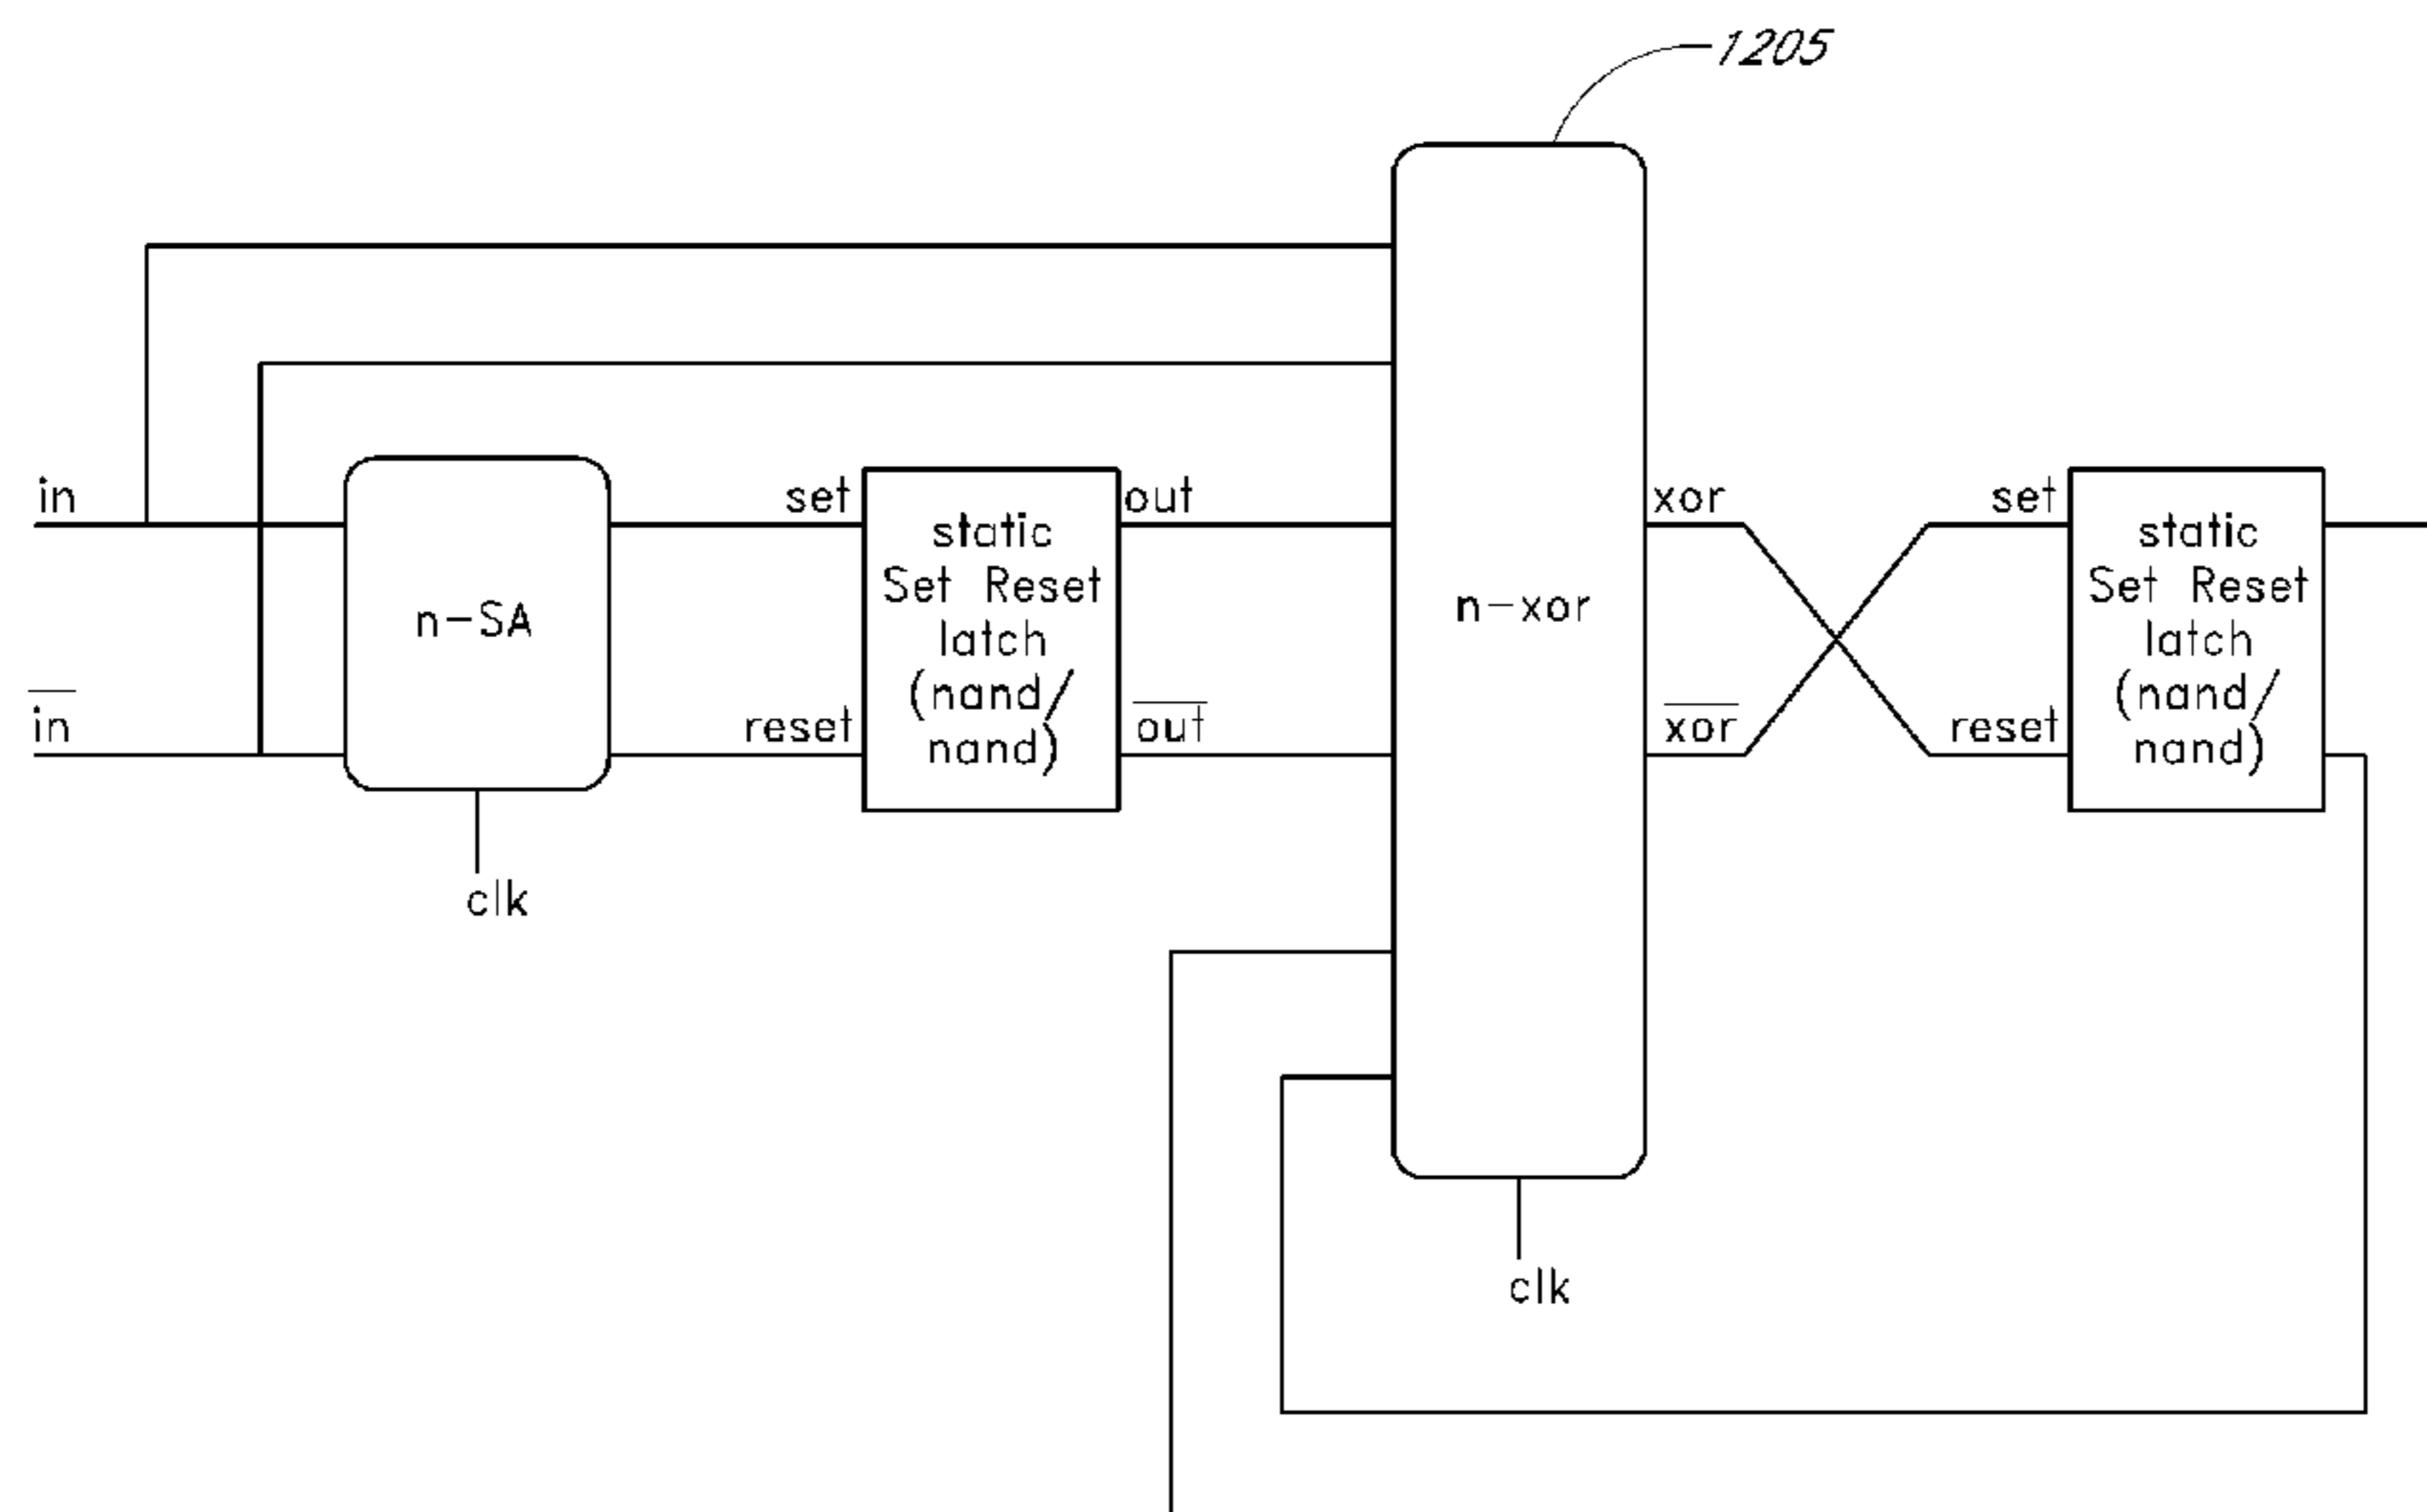 1205
in
set
out
xor
set
static
Set Reset
latch
(nand/
nand)
static
Set Reset
latch
(nand/
nand)
n-SA
n-xor
in
reset
out
xor
reset
clk
clk